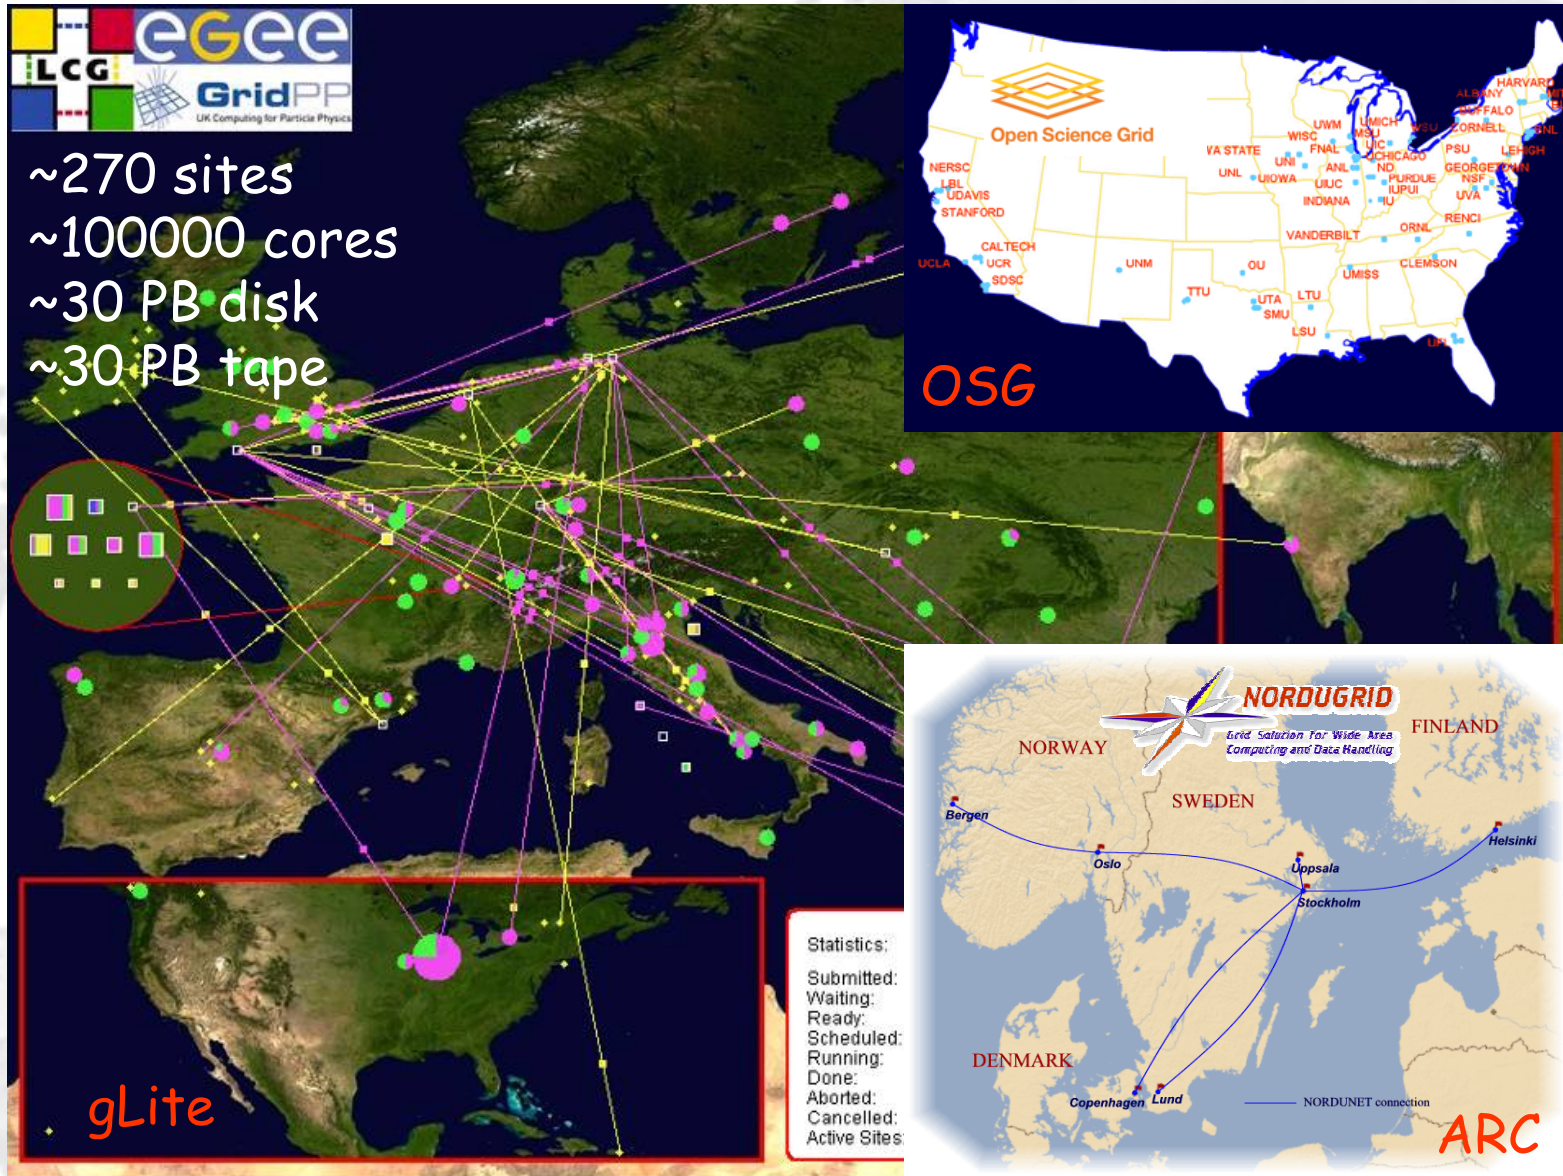 LCG
eGee
GridPP
UK Computing for Particle Physics
~270 sites
~100000 cores
~30 PB disk
~30 PB tape
gLite
Statistics:
Submitted:
Waiting:
Ready:
Scheduled:
Running:
Done:
Aborted:
Cancelled:
Active Sites:
Open Science Grid
HARVARD
ALBANY
BUFFALO
CORNELL
BNL
UWM
UMICH
WISC
MSU
UIC
FNAL
UCHICAGO
PSU
LEHIGH
UNI
ANL
ND
GEORGETOWN
NERSC
UNL
UIOWA
UIUC
PURDUE
NSF
LBL
IUPUI
UDAVIS
INDIANA
IU
UVA
STANFORD
RENCI
VANDERBILT
ORNL
CALTECH
UCLA
UCR
UNM
OU
CLEMSON
SDSC
UMISS
TTU
UTA
LTU
SMU
LSU
OSG
NORDUGRID
Grid Solution for Wide Area
Computing and Data Handling
NORWAY
FINLAND
SWEDEN
Bergen
Helsinki
Oslo
Uppsala
Stockholm
DENMARK
Copenhagen
Lund
NORDUNET connection
ARC